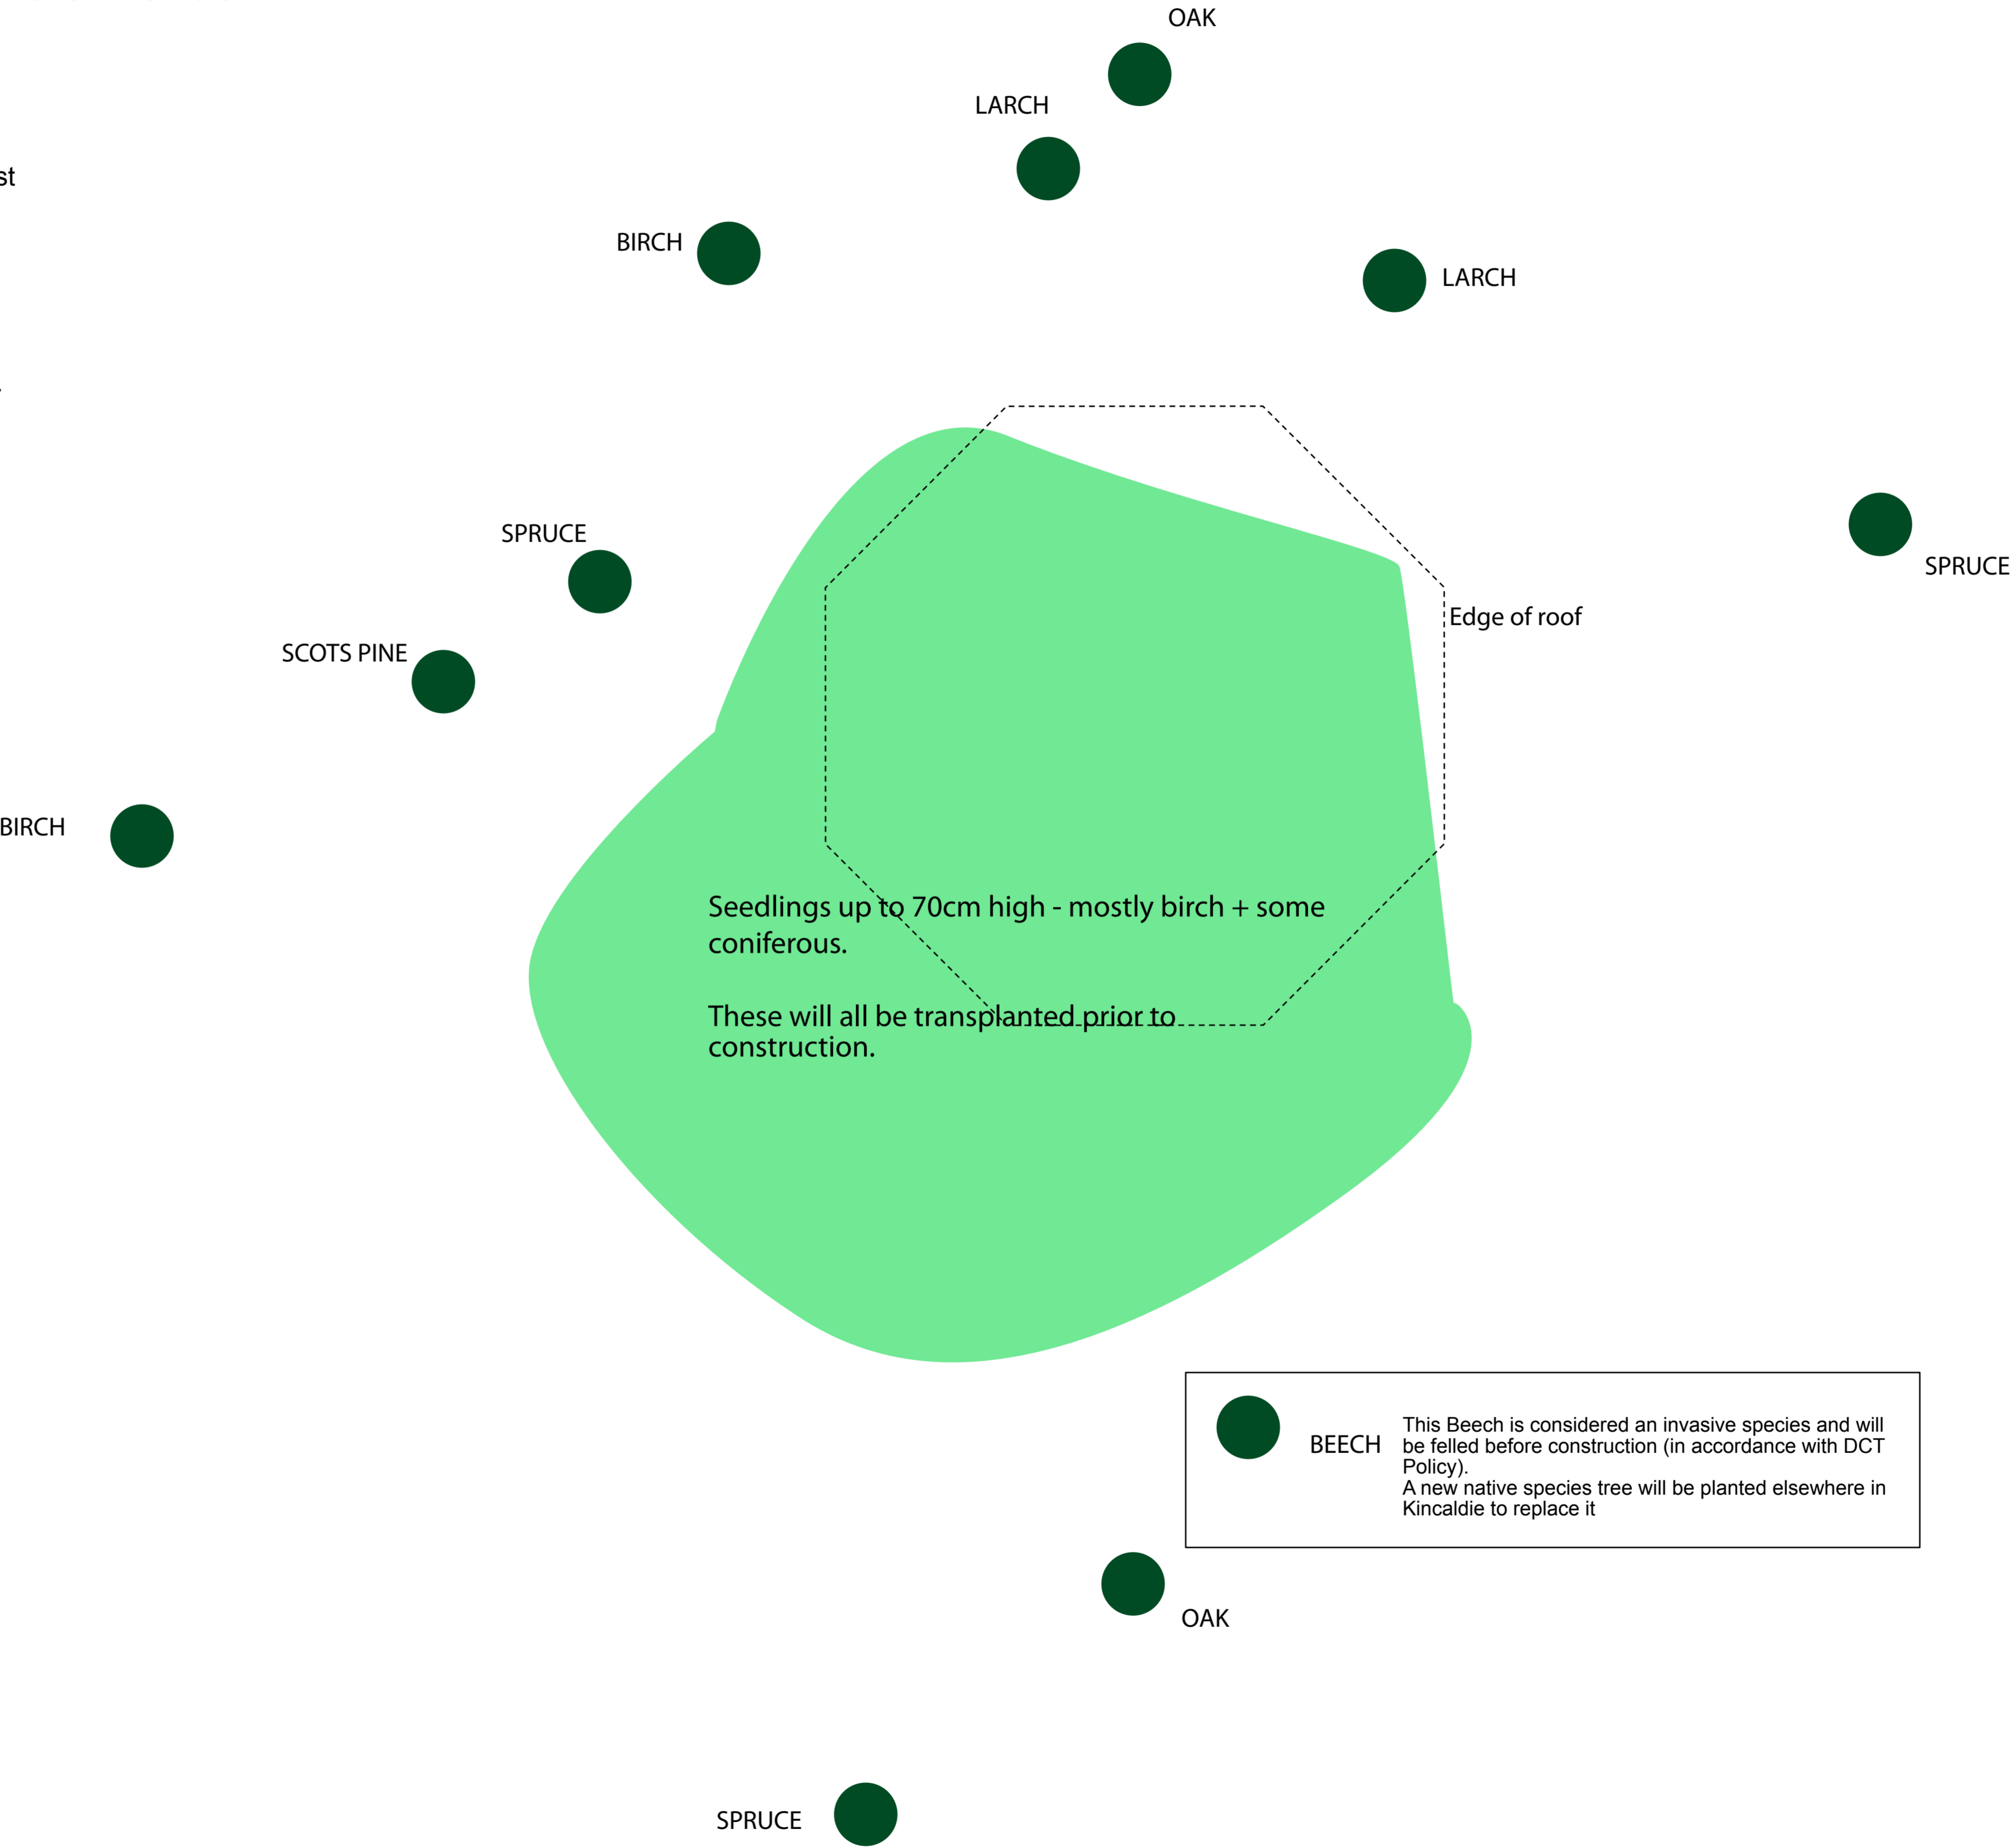 OAK
LARCH
st
BIRCH
LARCH
SPRUCE
SPRUCE
Edge of roof
SCOTS PINE
BIRCH
Seedlings up to 70cm high - mostly birch + some
coniferous.
These will all be transplanted prior to
construction.
BEECH
This Beech is considered an invasive species and will
be felled before construction (in accordance with DCT
Policy).
A new native species tree will be planted elsewhere in
Kincaldie to replace it
OAK
SPRUCE